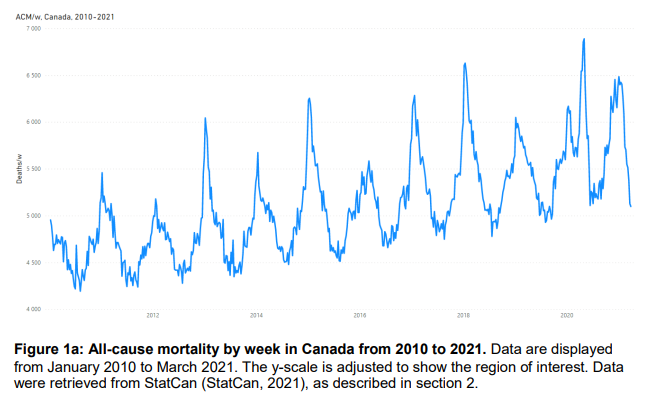 ACM/w, Canada, 2010-2021
7 000
6 500
6 000
5 500
5 000
4 500
4 000
Deaths/w
2012 2014 2016 2018 2020
Figure 1a: All-cause mortality by week in Canada from 2010 to 2021. Data are displayed
from January 2010 to March 2021. The y-scale is adjusted to show the region of interest. Data
were retrieved from StatCan (StatCan, 2021), as described in section 2.